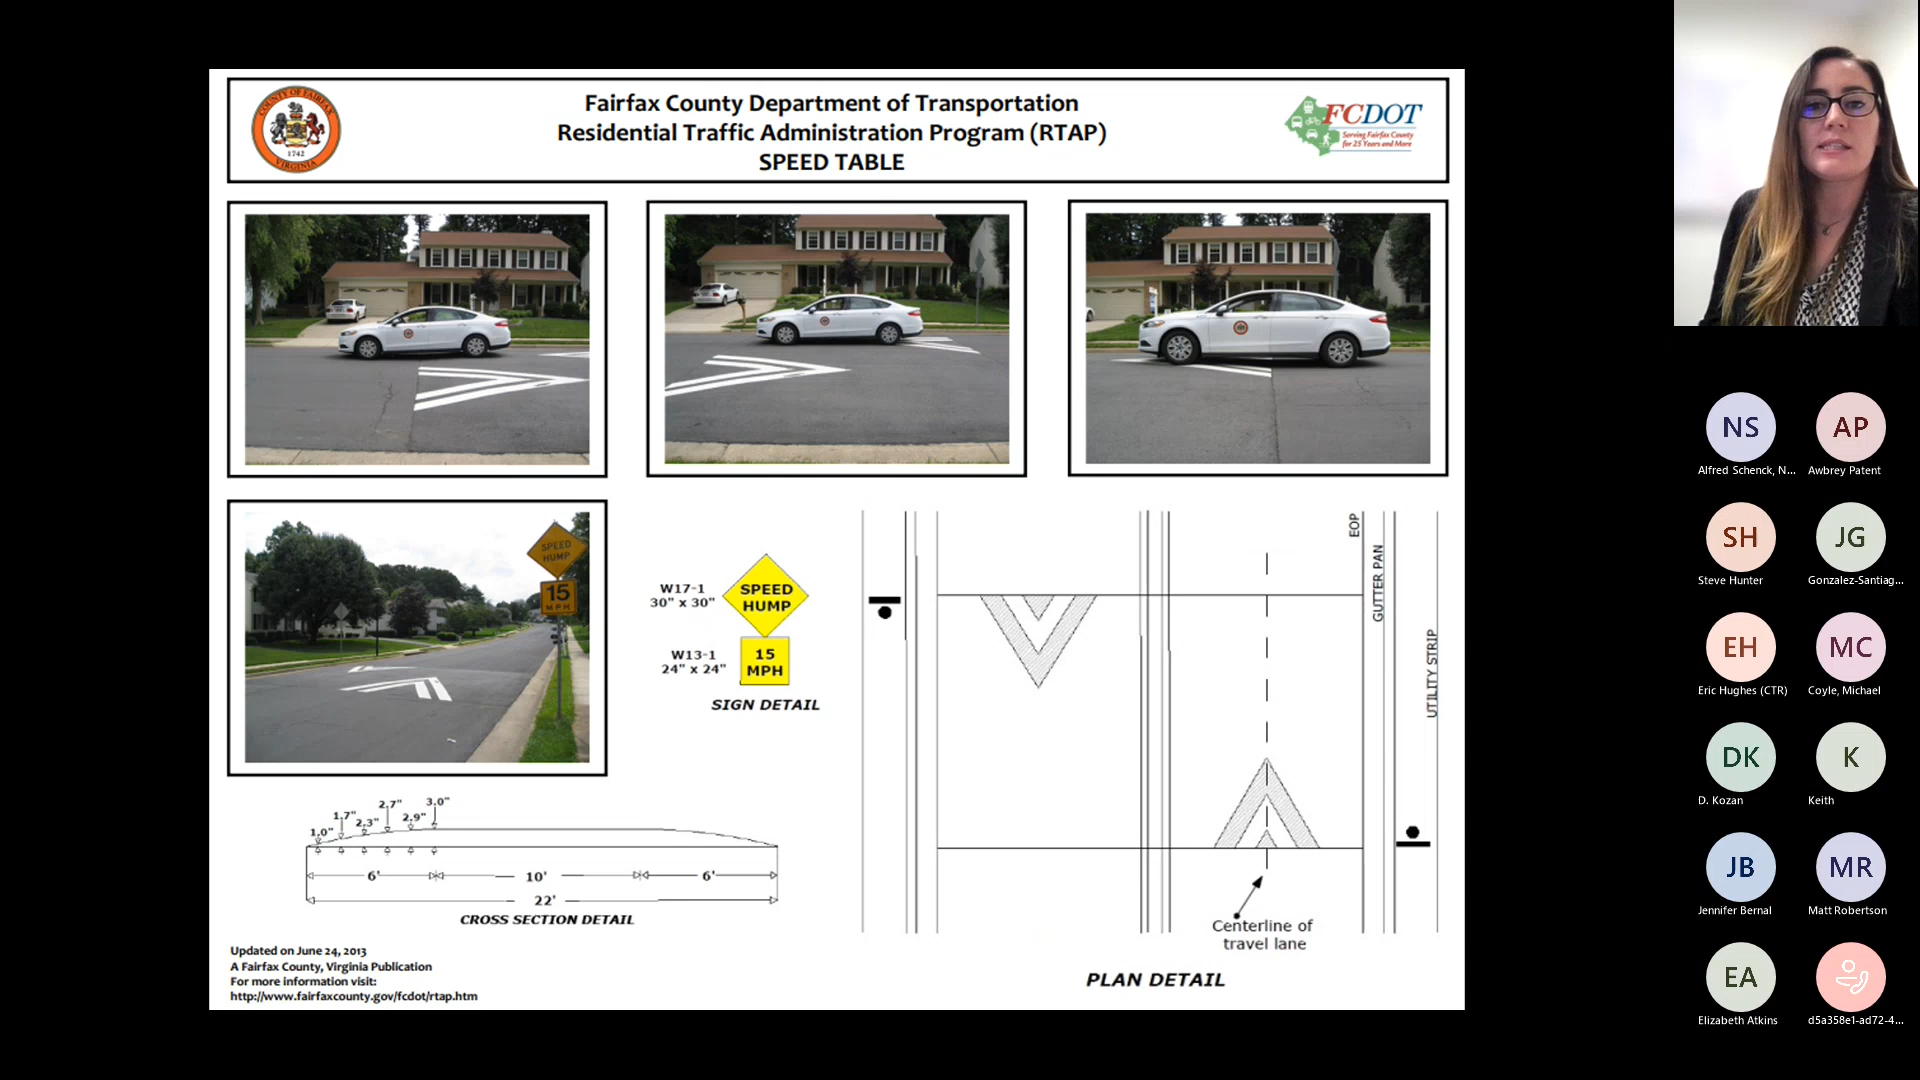 Fairfax County Department of Transportation
Residential Traffic Administration Program (RTAP)
SPEED TABLE
COUNTY OF FAIRFAX
1742
VIRGINIA
FCDOT
Serving Fairfax County
for 25 Years and More
SPEED
HUMP
15
MPH
W17-1
30" x 30"
SPEED
HUMP
W13-1
24" x 24"
15
MPH
SIGN DETAIL
EOP
GUTTER PAN
UTILITY STRIP
Centerline of
travel lane
PLAN DETAIL
1.0"
1.7"
2.3"
2.7"
2.9"
3.0"
6'
10'
6'
22'
CROSS SECTION DETAIL
Updated on June 24, 2013
A Fairfax County, Virginia Publication
For more information visit:
http://www.fairfaxcounty.gov/fcdot/rtap.htm
NS
Alfred Schenck, N...
AP
Awbrey Patent
SH
Steve Hunter
JG
Gonzalez-Santiag...
EH
Eric Hughes (CTR)
MC
Coyle, Michael
DK
D. Kozan
K
Keith
JB
Jennifer Bernal
MR
Matt Robertson
EA
Elizabeth Atkins
d5a358e1-ad72-4...